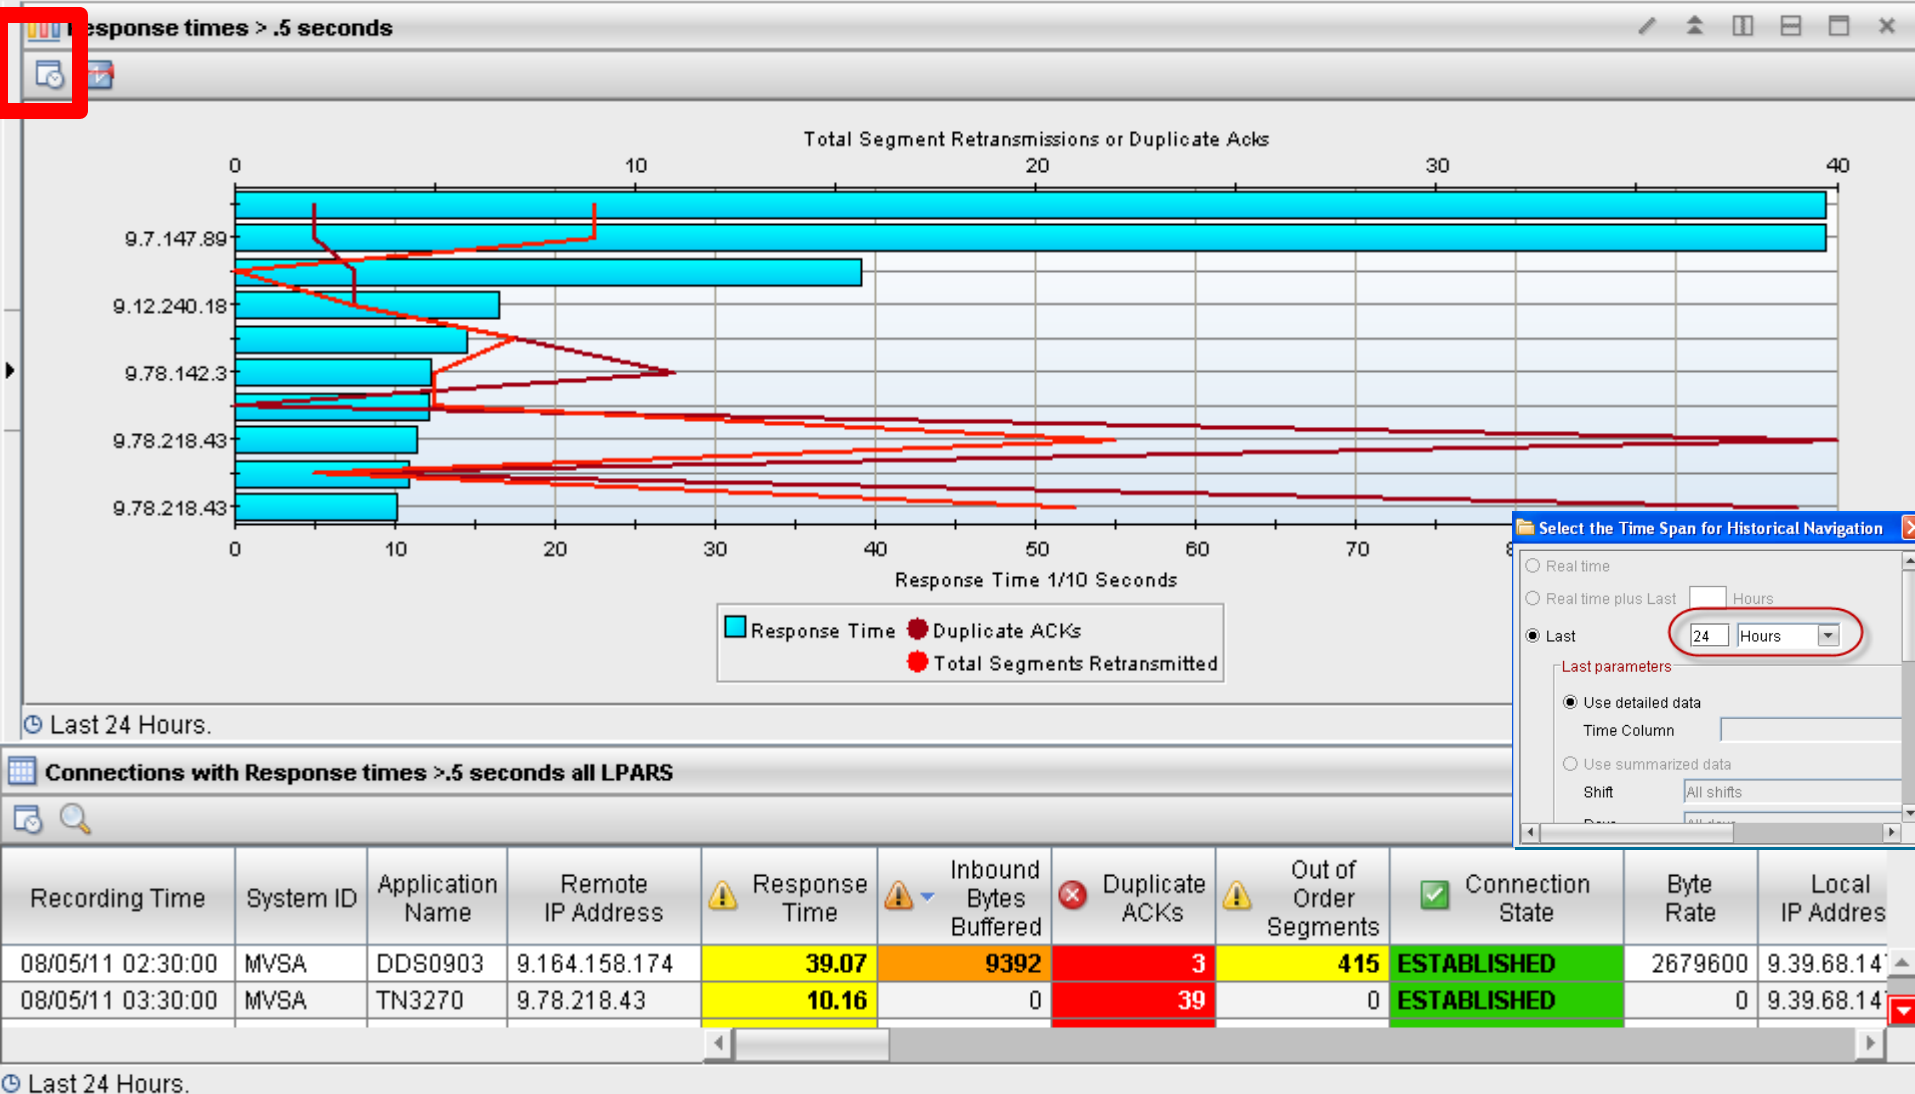 esponse times > .5 seconds
Total Segment Retransmissions or Duplicate Acks
0 10 20 30 40
9.7.147.89
9.12.240.18
9.78.142.3
9.78.218.43
9.78.218.43
0 10 20 30 40 50 60 70
Response Time 1/10 Seconds
Response Time Duplicate ACKs
Total Segments Retransmitted
Last 24 Hours.
Select the Time Span for Historical Navigation
Real time
Real time plus Last Hours
Last 24 Hours
Last parameters
Use detailed data
Time Column
Use summarized data
Shift All shifts
Connections with Response times >.5 seconds all LPARS
Recording Time System ID Application Name Remote IP Address Response Time Inbound Bytes Buffered Duplicate ACKs Out of Order Segments Connection State Byte Rate Local IP Addres
08/05/11 02:30:00 MVSA DDS0903 9.164.158.174 39.07 9392 3 415 ESTABLISHED 2679600 9.39.68.14
08/05/11 03:30:00 MVSA TN3270 9.78.218.43 10.16 0 39 0 ESTABLISHED 0 9.39.68.14
Last 24 Hours.